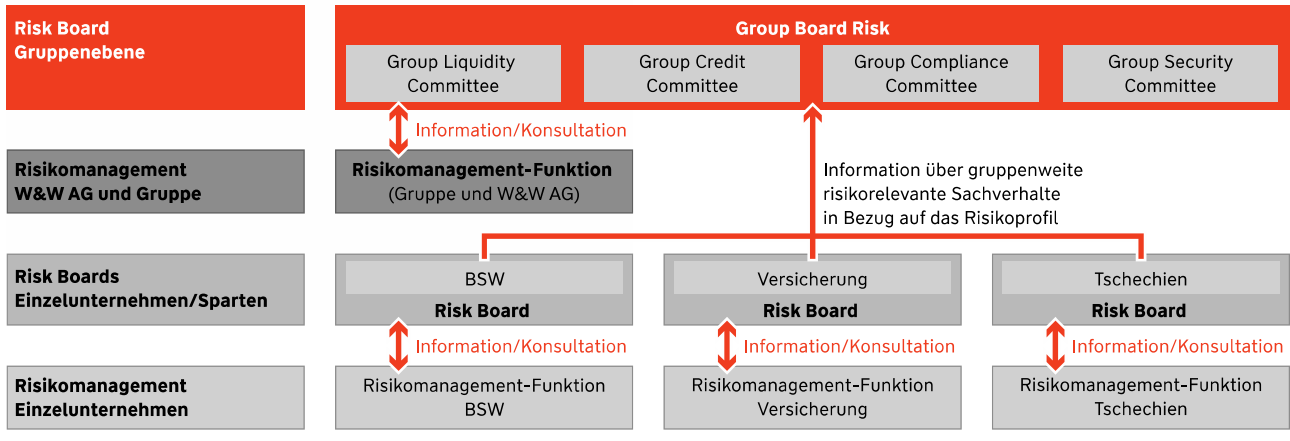 Risk Board
Gruppenebene
Group Board Risk
Group Liquidity
Committee
Group Credit
Committee
Group Compliance
Committee
Group Security
Committee
Information/Konsultation
Risikomanagement
W&W AG und Gruppe
Risikomanagement-Funktion
(Gruppe und W&W AG)
Information über gruppenweite
risikorelevante Sachverhalte
in Bezug auf das Risikoprofil
Risk Boards
Einzelunternehmen/Sparten
BSW
Risk Board
Versicherung
Risk Board
Tschechien
Risk Board
Information/Konsultation
Information/Konsultation
Information/Konsultation
Risikomanagement
Einzelunternehmen
Risikomanagement-Funktion
BSW
Risikomanagement-Funktion
Versicherung
Risikomanagement-Funktion
Tschechien